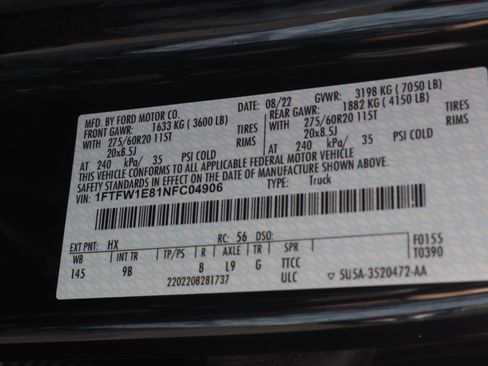 MFD. BY FORD MOTOR CO. DATE: 08/22 GVWR: 3198 KG ( 7050 LB)
FRONT GAWR: 1633 KG ( 3600 LB) REAR GAWR: 1882 KG ( 4150 LB)
WITH 275/60R20 115T TIRES WITH 275/60R20 115T TIRES
20x8.5J RIMS 20x8.5J RIMS
AT 240 kPa/ 35 PSI COLD AT 240 kPa/ 35 PSI COLD
THIS VEHICLE CONFORMS TO ALL APPLICABLE FEDERAL MOTOR VEHICLE SAFETY AND THEFT PREVENTION STANDARDS IN EFFECT ON THE DATE OF MANUFACTURE SHOWN ABOVE.
VIN: 1FTFW1E81NFC04906 TYPE: Truck
EXT PNT: HX RC: 56 DSO: F0155
WB INT TR TP/PS R AXLE TR SPR T0390
145 9B 8 L9 G TTCC
2202208281737 ULC ▽ 5U5A-3520472-AA